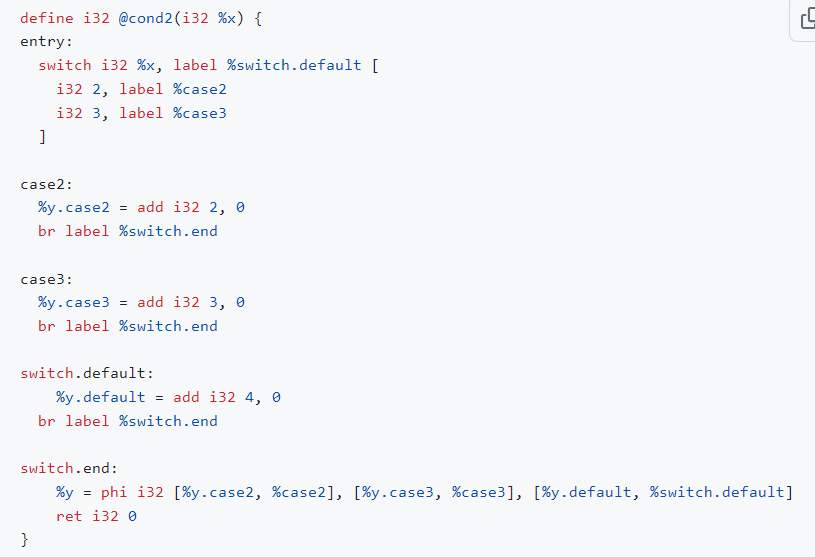 define i32 @cond2(i32 %x) {
entry:
  switch i32 %x, label %switch.default [
    i32 2, label %case2
    i32 3, label %case3
  ]

case2:
  %y.case2 = add i32 2, 0
  br label %switch.end

case3:
  %y.case3 = add i32 3, 0
  br label %switch.end

switch.default:
    %y.default = add i32 4, 0
  br label %switch.end

switch.end:
    %y = phi i32 [%y.case2, %case2], [%y.case3, %case3], [%y.default, %switch.default]
    ret i32 0
}